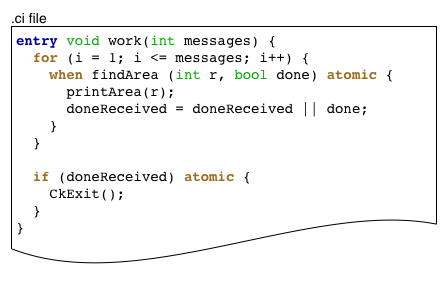 .ci file
entry void work(int messages) {
for (i = 1; i <= messages; i++) {
when findArea (int r, bool done) atomic {
printArea(r);
doneReceived = doneReceived || done;
}
}
if (doneReceived) atomic {
CkExit();
}
}